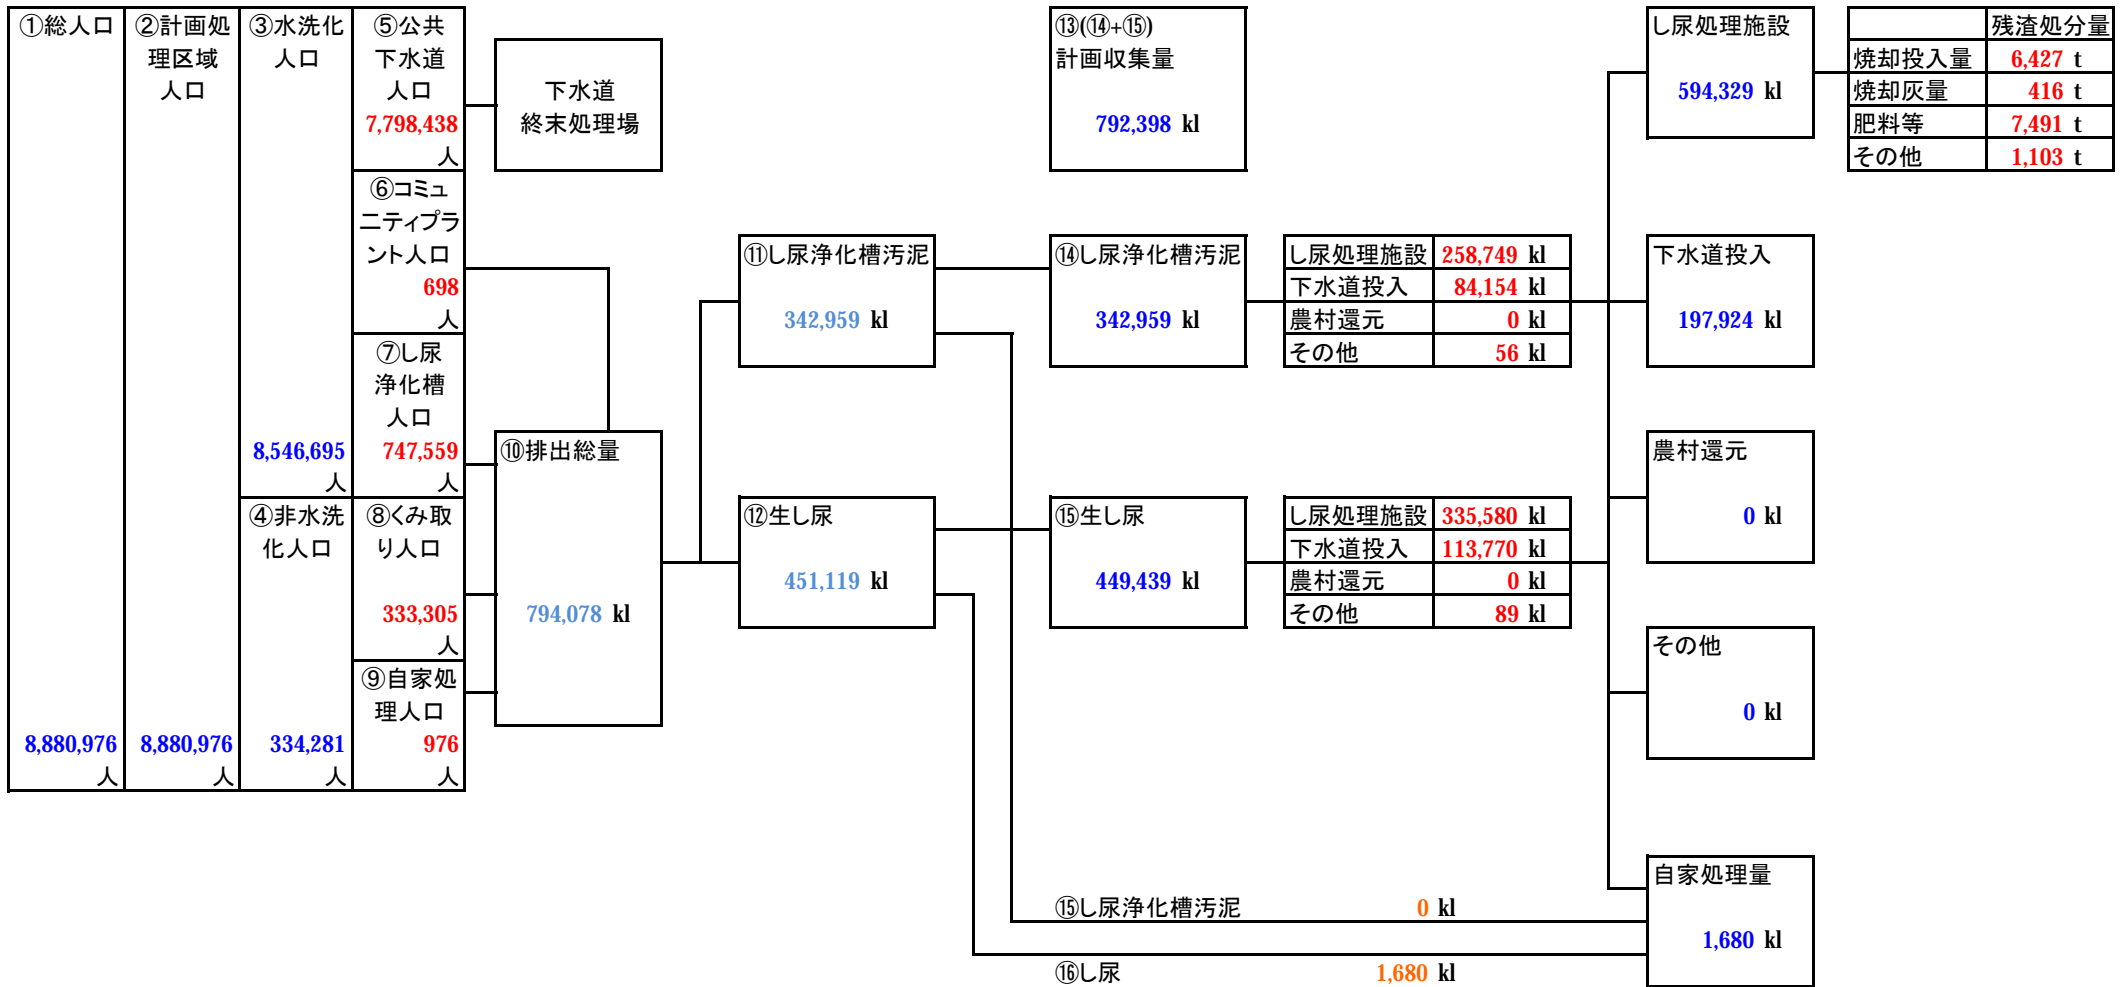 ①総人口
8,880,976
人
②計画処
理区域
人口
8,880,976
人
③水洗化
人口
8,546,695
人
④非水洗
化人口
334,281
人
⑤公共
下水道
人口
7,798,438
人
⑥コミュ
ニティプラ
ント人口
698
人
⑦し尿
浄化槽
人口
747,559
人
⑧くみ取
り人口
333,305
人
⑨自家処
理人口
976
人
下水道
終末処理場
⑩排出総量
794,078 kl
⑪し尿浄化槽汚泥
342,959 kl
⑫生し尿
451,119 kl
⑬(⑭+⑮)
計画収集量
792,398 kl
⑭し尿浄化槽汚泥
342,959 kl
⑮生し尿
449,439 kl
し尿処理施設 258,749 kl
下水道投入 84,154 kl
農村還元 0 kl
その他 56 kl
し尿処理施設 335,580 kl
下水道投入 113,770 kl
農村還元 0 kl
その他 89 kl
⑮し尿浄化槽汚泥 0 kl
⑯し尿 1,680 kl
し尿処理施設
594,329 kl
下水道投入
197,924 kl
農村還元
0 kl
その他
0 kl
自家処理量
1,680 kl
残渣処分量
焼却投入量 6,427 t
焼却灰量 416 t
肥料等 7,491 t
その他 1,103 t